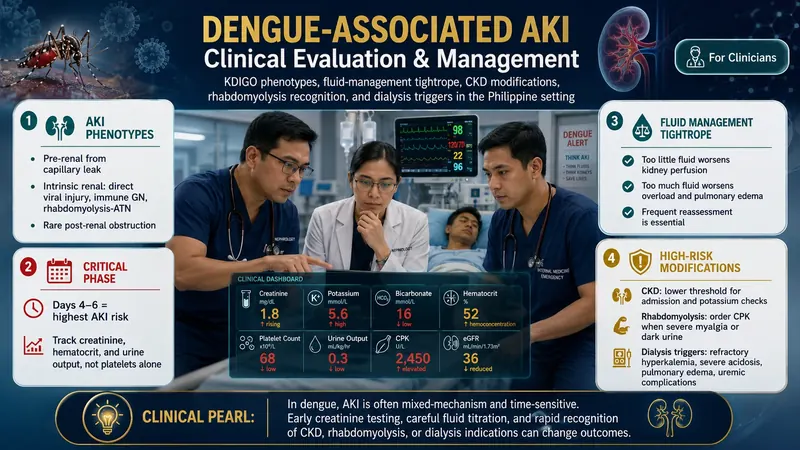 DENGUE-ASSOCIATED AKI
Clinical Evaluation & Management
KDIGO phenotypes, fluid-management tightrope, CKD modifications,
rhabdomyolysis recognition, and dialysis triggers in the Philippine setting
For Clinicians
1
AKI
PHENOTYPES
Pre-renal from
capillary leak
Intrinsic renal: direct
viral injury, immune GN,
rhabdomyolysis-ATN
Rare post-renal obstruction
2
CRITICAL
PHASE
Days 4–6 = highest AKI risk
Track creatinine,
hematocrit, and urine
output, not platelets alone
98
120/70
22
96
DENGUE
ALERT
THINK AKI
NEPHROLOGY
INTERNAL MEDICINE
EMERGENCY
CLINICAL DASHBOARD
Creatinine
mg/dL
1.8
↑ rising
K+
Potassium
mmol/L
5.6
↑ high
HCO₃
Bicarbonate
mmol/L
16
↓ low
Hematocrit
%
52
↑ hemoconcentration
Platelet Count
x10⁹/L
68
↓ low
Urine Output
mL/kg/hr
0.3
↓ low
CPK
U/L
2,450
↑ elevated
eGFR
mL/min/1.73m²
36
↓ reduced
3
FLUID MANAGEMENT
TIGHTROPE
Too little fluid worsens
kidney perfusion
Too much fluid worsens
overload and pulmonary edema
Frequent reassessment
is essential
4
HIGH-RISK
MODIFICATIONS
CKD: lower threshold for
admission and potassium checks
Rhabdomyolysis: order CPK
when severe myalgia or
dark urine
Dialysis triggers: refractory
hyperkalemia, severe acidosis,
pulmonary edema, uremic
complications
CLINICAL PEARL:
In dengue, AKI is often mixed-mechanism and time-sensitive.
Early creatinine testing, careful fluid titration, and rapid recognition
of CKD, rhabdomyolysis, or dialysis indications can change outcomes.